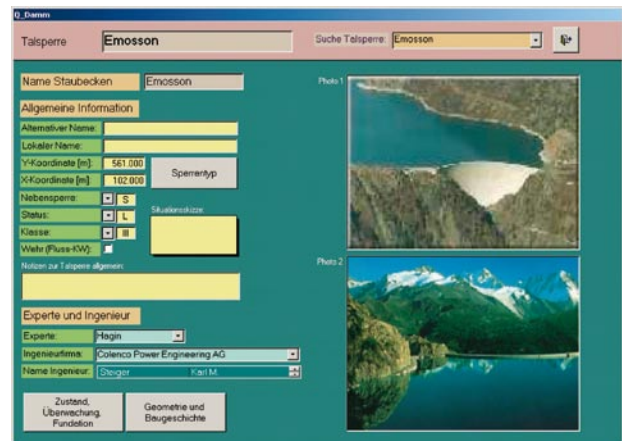 Q_Damm
Talsperre Emosson Suche Talsperre: Emosson
Name Staubecken Emosson
Photo 1
Allgemeine Information
Alternativer Name:
Lokaler Name:
Y-Koordinate [m]: 561.000
X-Koordinate [m]: 102.000
Sperrentyp
Nebensperre: S
Status: L
Situationsskizze:
Klasse: III
Wehr (Fluss-KW):
Notizen zur Talsperre allgemein:
Photo 2
Experte und Ingenieur
Experte: Hagin
Ingenieurfirma: Colenco Power Engineering AG
Name Ingenieur: Steiger Karl M.
Zustand,
Überwachung,
Fundation
Geometrie und
Baugeschichte